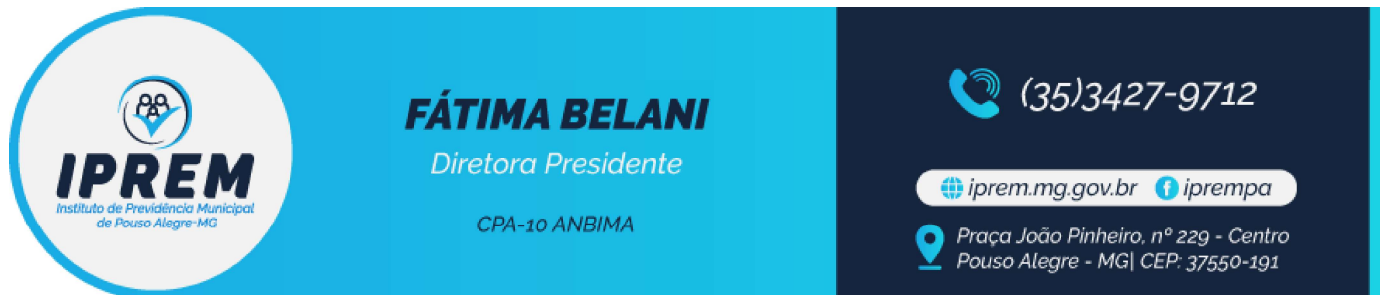 IPREM
Instituto de Previdência Municipal
de Pouso Alegre-MG
FÁTIMA BELANI
Diretora Presidente
CPA-10 ANBIMA
(35)3427-9712
iprem.mg.gov.br iprempa
Praça João Pinheiro, nº 229 - Centro
Pouso Alegre - MG| CEP: 37550-191